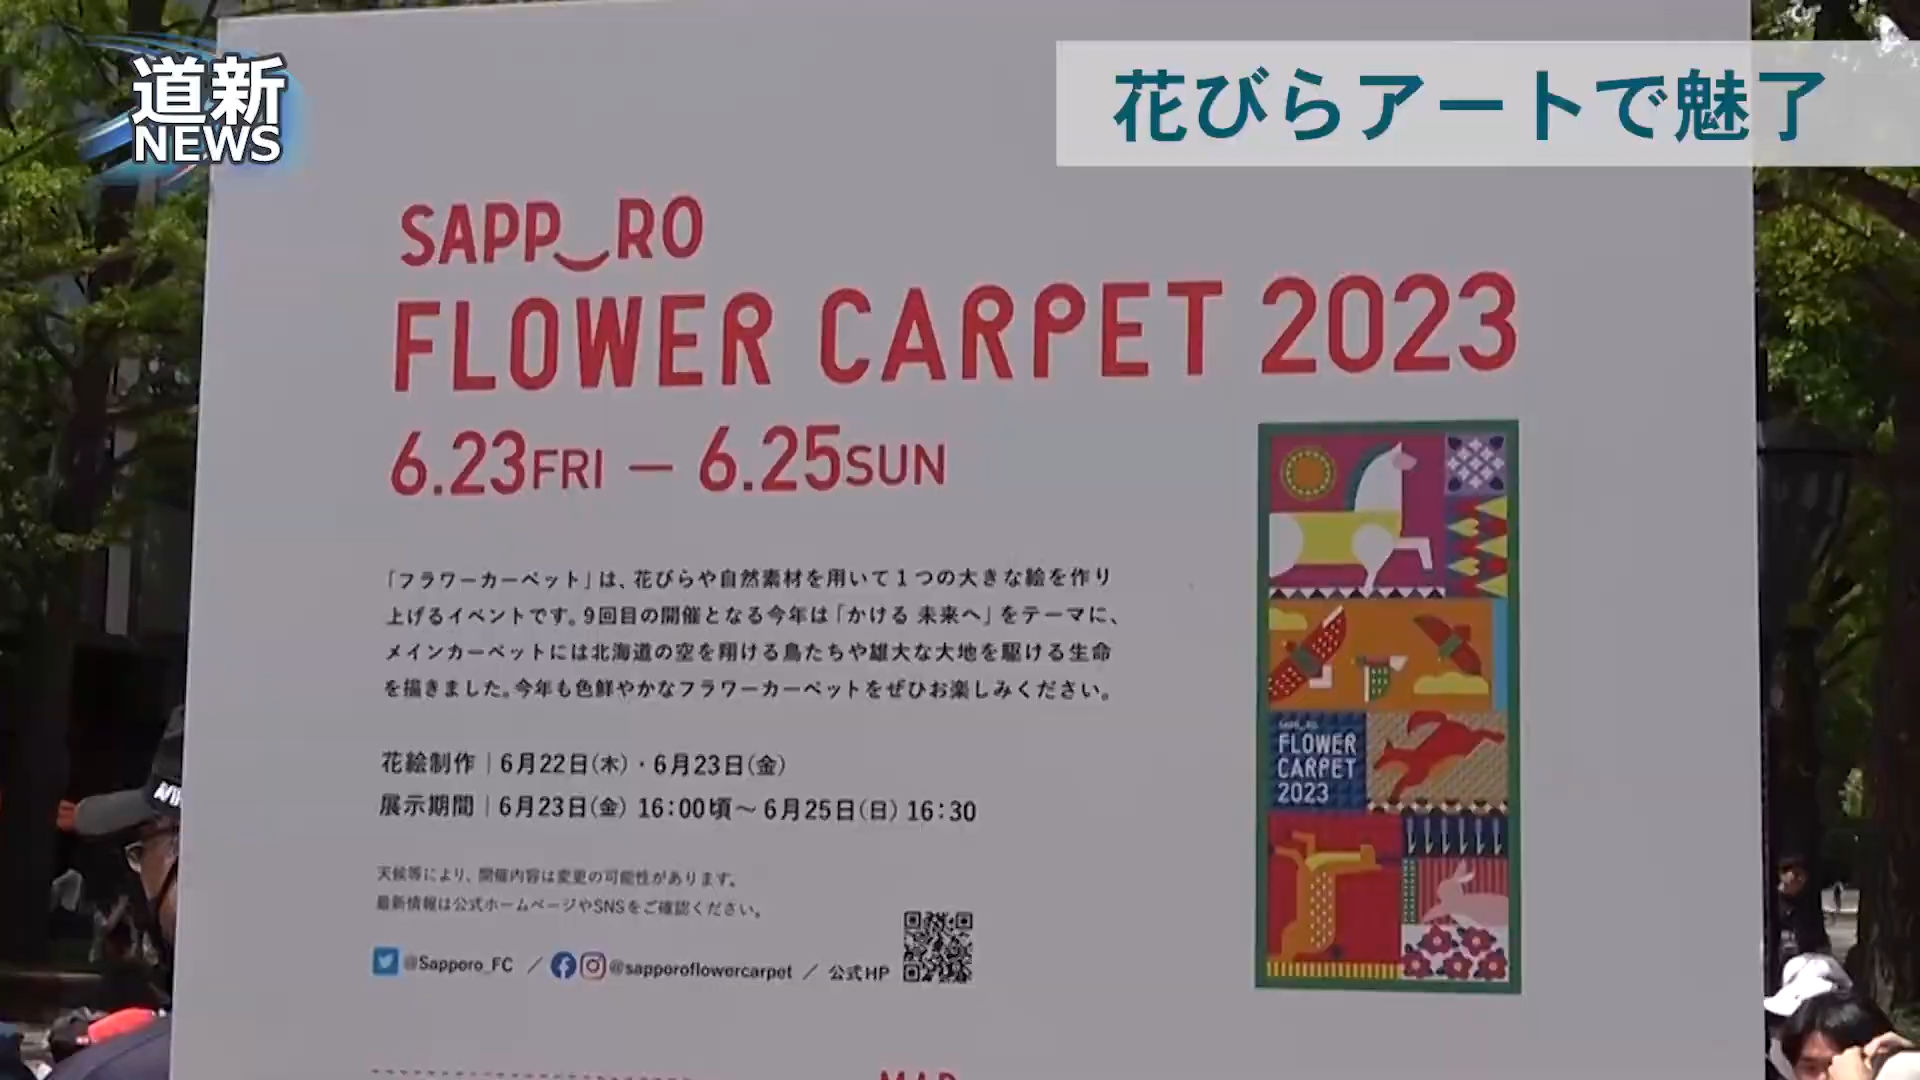 道新
NEWS
花びらアートで魅了
SAPP‿RO
FLOWER CARPET 2023
6.23FRI — 6.25SUN
「フラワーカーペット」は、花びらや自然素材を用いて1つの大きな絵を作り
上げるイベントです。9回目の開催となる今年は「かける 未来へ」をテーマに、
メインカーペットには北海道の空を翔ける鳥たちや雄大な大地を駆ける生命
を描きました。今年も色鮮やかなフラワーカーペットをぜひお楽しみください。
花絵制作｜6月22日(木)・6月23日(金)
展示期間｜6月23日(金) 16:00頃〜6月25日(日) 16:30
天候等により、開催内容は変更の可能性があります。
最新情報は公式ホームページやSNSをご確認ください。
@Sapporo_FC ／ @sapporoflowercarpet ／ 公式HP
SAPP‿RO
FLOWER
CARPET
2023
MAP